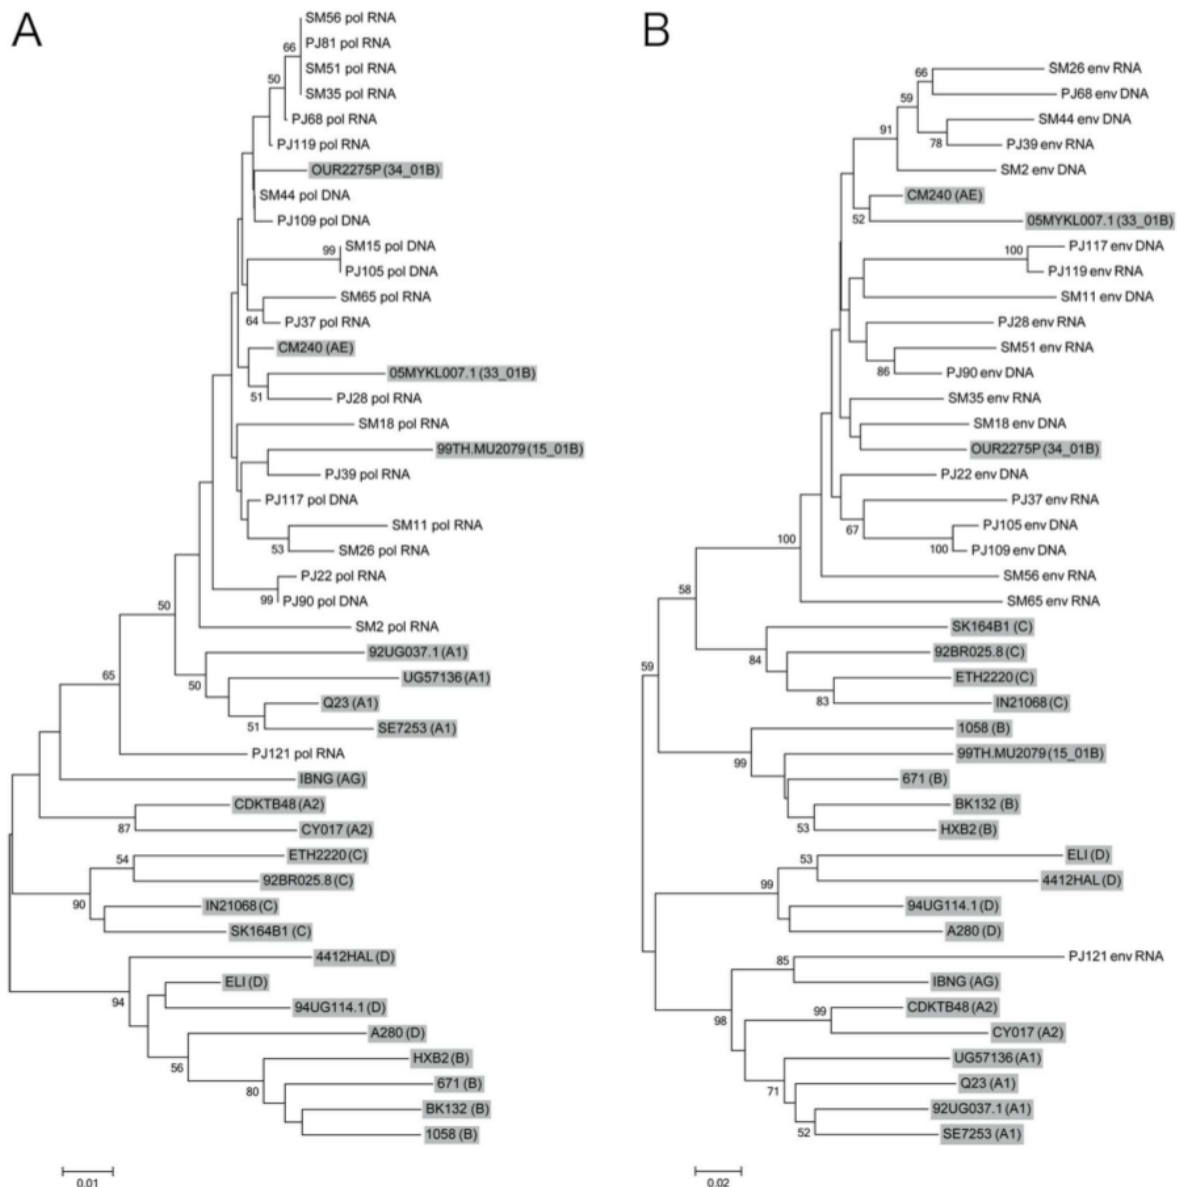 A
SM56 pol RNA
PJ81 pol RNA
66
SM51 pol RNA
50
SM35 pol RNA
PJ68 pol RNA
PJ119 pol RNA
OUR2275P (34_01B)
SM44 pol DNA
PJ109 pol DNA
SM15 pol DNA
99
PJ105 pol DNA
SM65 pol RNA
64
PJ37 pol RNA
CM240 (AE)
05MYKL007.1 (33_01B)
51
PJ28 pol RNA
SM18 pol RNA
99TH.MU2079 (15_01B)
PJ39 pol RNA
PJ117 pol DNA
SM11 pol RNA
53
SM26 pol RNA
PJ22 pol RNA
99
PJ90 pol DNA
50
SM2 pol RNA
92UG037.1 (A1)
65
UG57136 (A1)
50
Q23 (A1)
51
SE7253 (A1)
PJ121 pol RNA
IBNG (AG)
CDKTB48 (A2)
87
CY017 (A2)
54
ETH2220 (C)
92BR025.8 (C)
90
IN21068 (C)
SK164B1 (C)
4412HAL (D)
ELI (D)
94
94UG114.1 (D)
A280 (D)
56
HXB2 (B)
80
671 (B)
BK132 (B)
1058 (B)
0.01
B
66
SM26 env RNA
59
PJ68 env DNA
91
SM44 env DNA
78
PJ39 env RNA
SM2 env DNA
CM240 (AE)
52
05MYKL007.1 (33_01B)
100
PJ117 env DNA
PJ119 env RNA
SM11 env DNA
PJ28 env RNA
SM51 env RNA
86
PJ90 env DNA
SM35 env RNA
SM18 env DNA
OUR2275P (34_01B)
PJ22 env DNA
PJ37 env RNA
67
PJ105 env DNA
100
PJ109 env DNA
100
SM56 env RNA
58
SM65 env RNA
SK164B1 (C)
84
92BR025.8 (C)
59
ETH2220 (C)
83
IN21068 (C)
1058 (B)
99
99TH.MU2079 (15_01B)
671 (B)
BK132 (B)
53
HXB2 (B)
53
ELI (D)
99
4412HAL (D)
94UG114.1 (D)
A280 (D)
85
PJ121 env RNA
IBNG (AG)
98
99
CDKTB48 (A2)
CY017 (A2)
UG57136 (A1)
71
Q23 (A1)
92UG037.1 (A1)
52
SE7253 (A1)
0.02